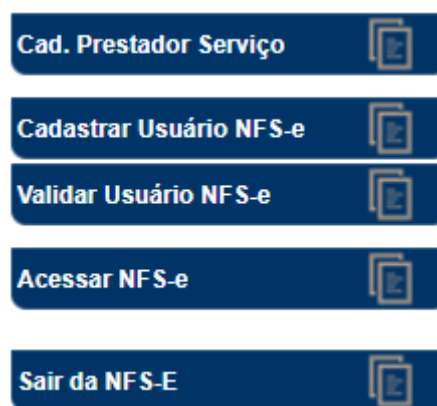 Cad. Prestador Serviço
Cadastrar Usuário NFS-e
Validar Usuário NFS-e
Acessar NFS-e
Sair da NFS-E